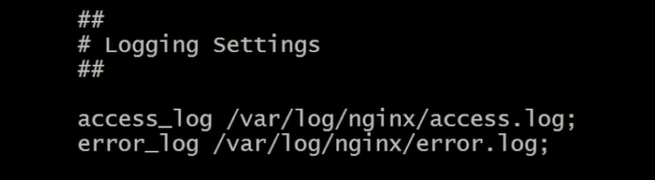 ##
# Logging Settings
##
access_log /var/log/nginx/access.log;
error_log /var/log/nginx/error.log;